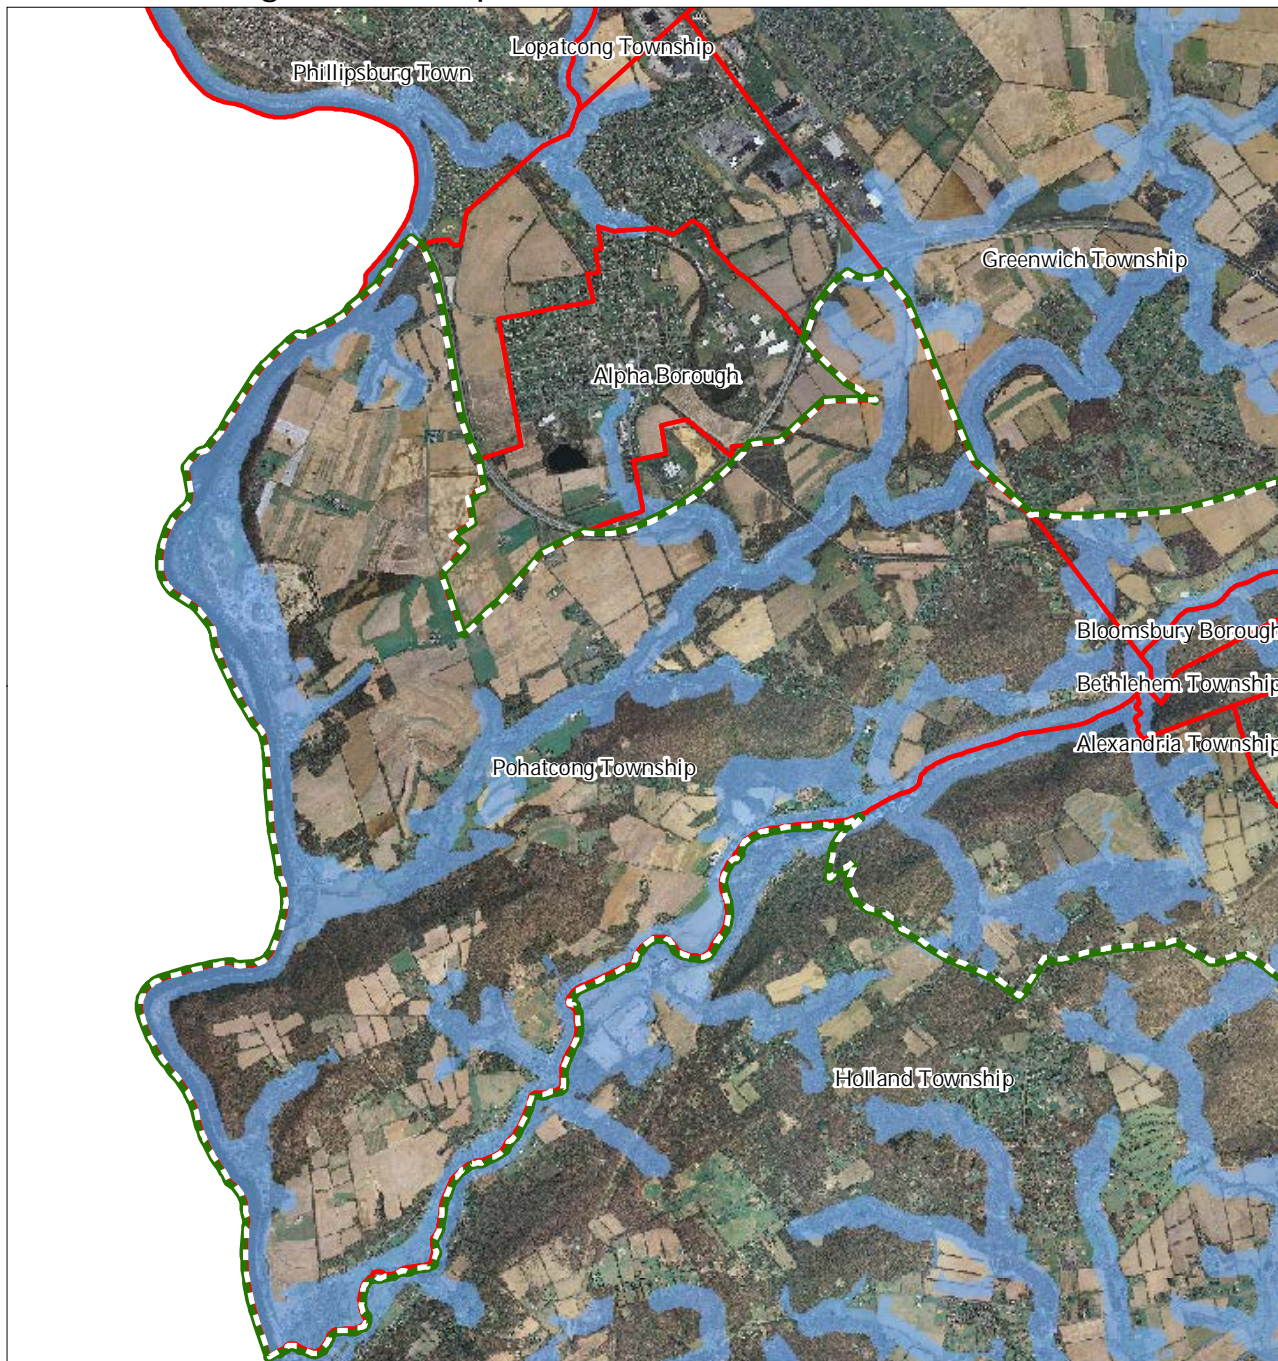 Lopatcong Township
Phillipsburg Town
Greenwich Township
Alpha Borough
Bloomsbury Borough
Bethlehem Township
Alexandria Township
Pohatcong Township
Holland Township